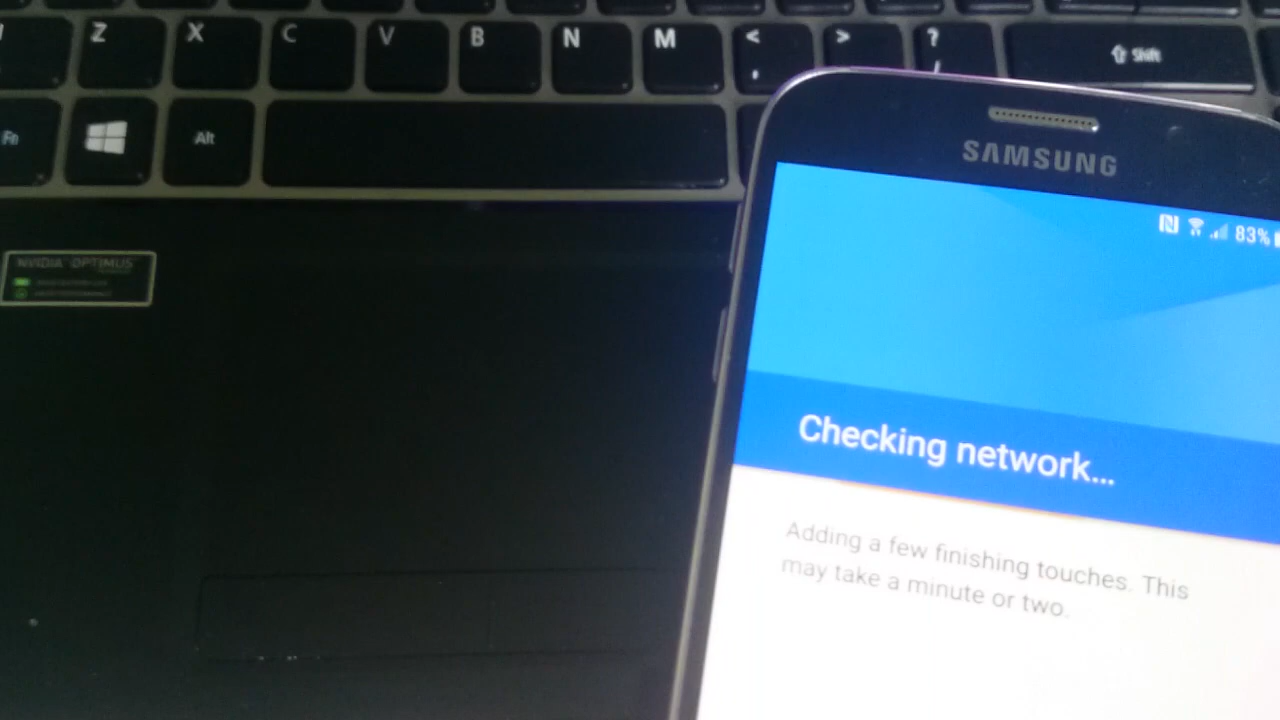 Z X C V B N M < > ? ⇧ Shift
, /
Fn Alt
SAMSUNG
83%
NVIDIA OPTIMUS
Checking network...
Adding a few finishing touches. This
may take a minute or two.